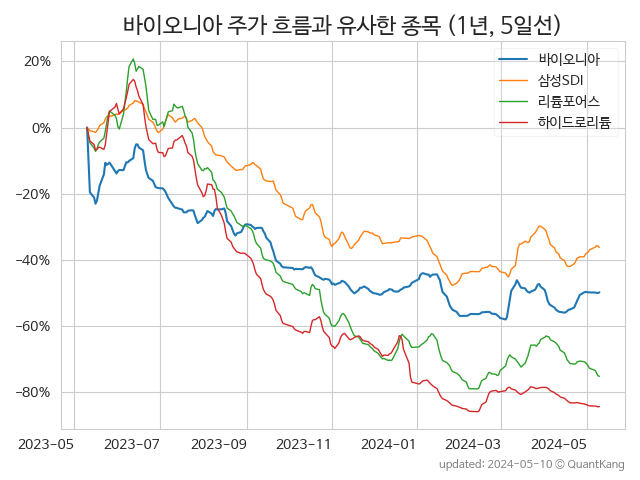 바이오니아 주가 흐름과 유사한 종목 (1년, 5일선)
바이오니아
삼성SDI
리튬포어스
하이드로리튬
20%
0%
−20%
−40%
−60%
−80%
2023-05 2023-07 2023-09 2023-11 2024-01 2024-03 2024-05
updated: 2024-05-10 © QuantKang